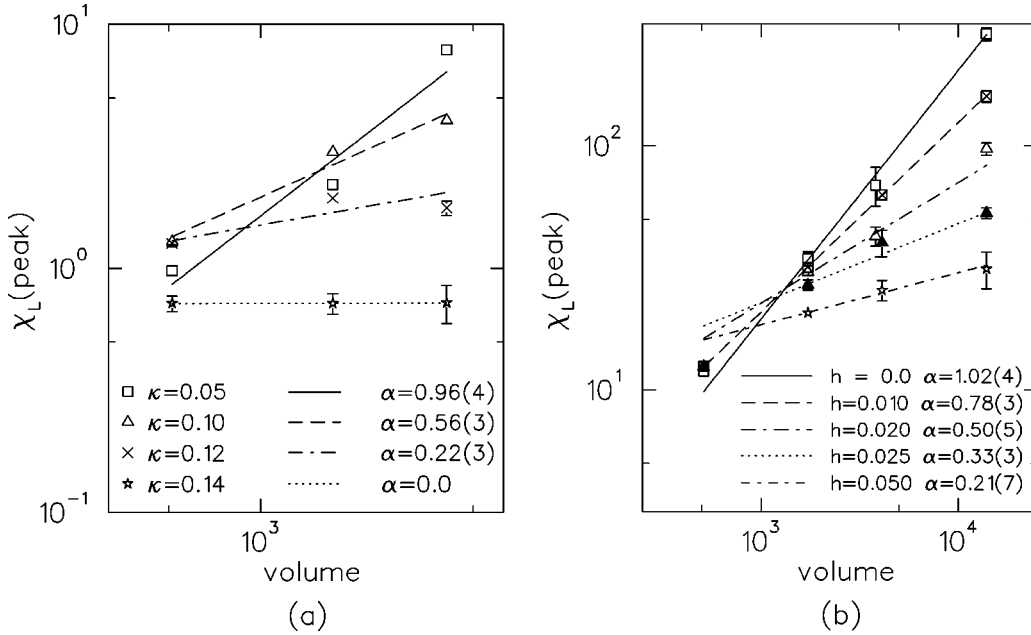 10^1
χ_L(peak)
10^0
κ=0.05 α=0.96(4)
κ=0.10 α=0.56(3)
κ=0.12 α=0.22(3)
κ=0.14 α=0.0
10^-1
10^3
volume
(a)
χ_L(peak)
10^2
10^1
h = 0.0 α=1.02(4)
h=0.010 α=0.78(3)
h=0.020 α=0.50(5)
h=0.025 α=0.33(3)
h=0.050 α=0.21(7)
10^3 10^4
volume
(b)